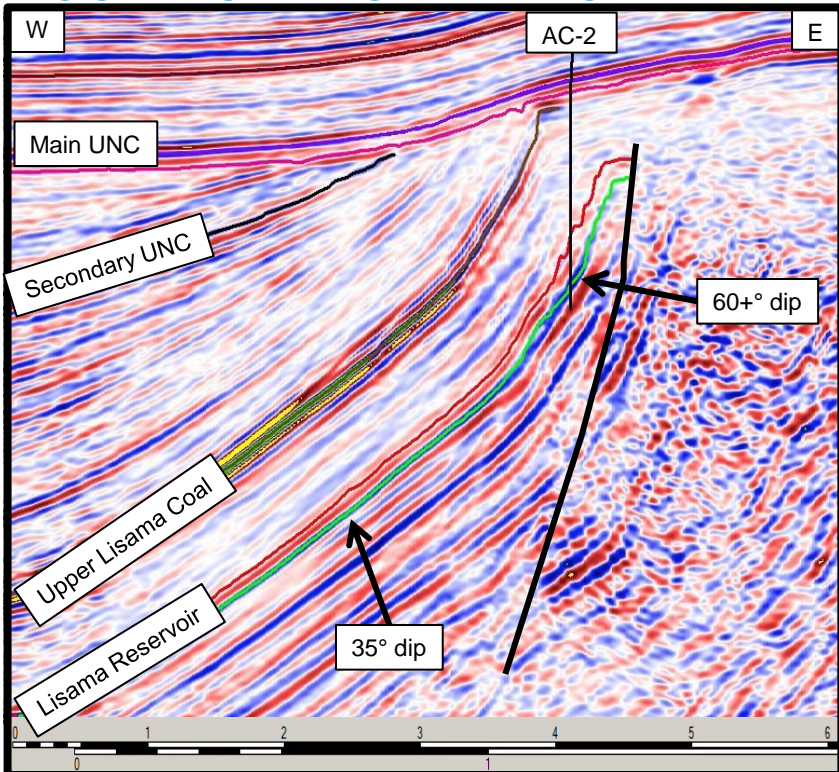 W
AC-2
E
Main UNC
Secondary UNC
60+° dip
Upper Lisama Coal
Lisama Reservoir
35° dip
0 1 2 3 4 5 6
0 1